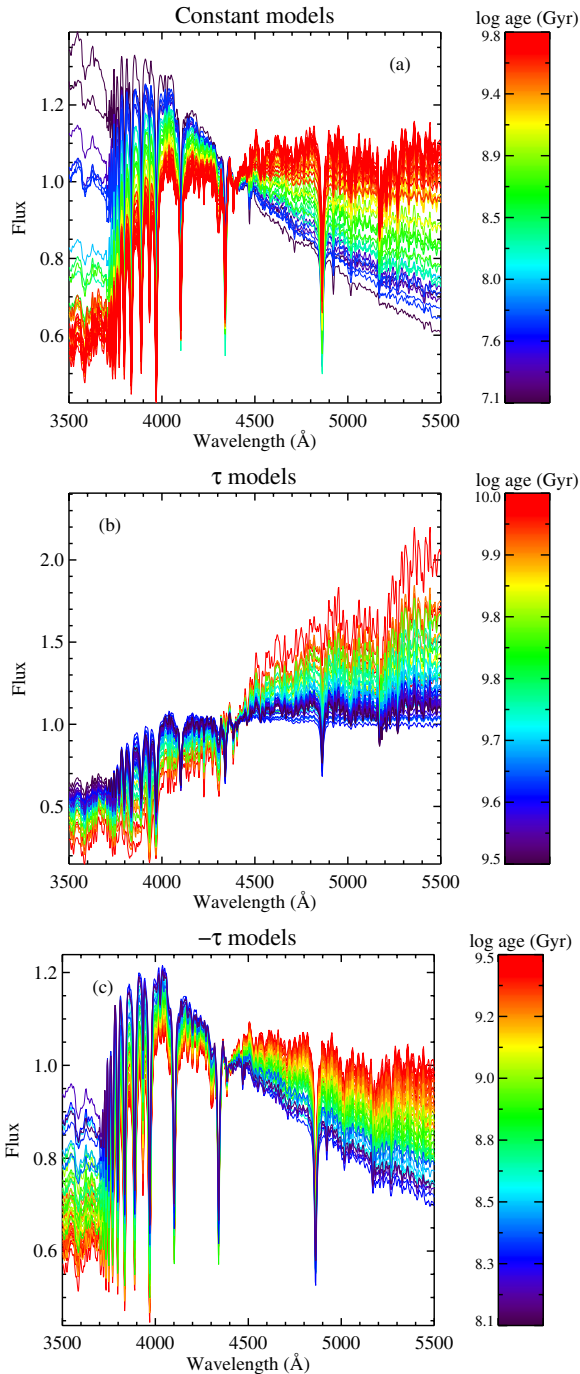 Constant models
log age (Gyr)
(a)
Flux
1.2
1.0
0.8
0.6
3500 4000 4500 5000 5500
Wavelength (Å)
9.8
9.4
8.9
8.5
8.0
7.6
7.1
τ models
log age (Gyr)
(b)
Flux
2.0
1.5
1.0
0.5
3500 4000 4500 5000 5500
Wavelength (Å)
10.0
9.9
9.8
9.8
9.7
9.6
9.5
−τ models
log age (Gyr)
(c)
Flux
1.2
1.0
0.8
0.6
3500 4000 4500 5000 5500
Wavelength (Å)
9.5
9.2
9.0
8.8
8.5
8.3
8.1